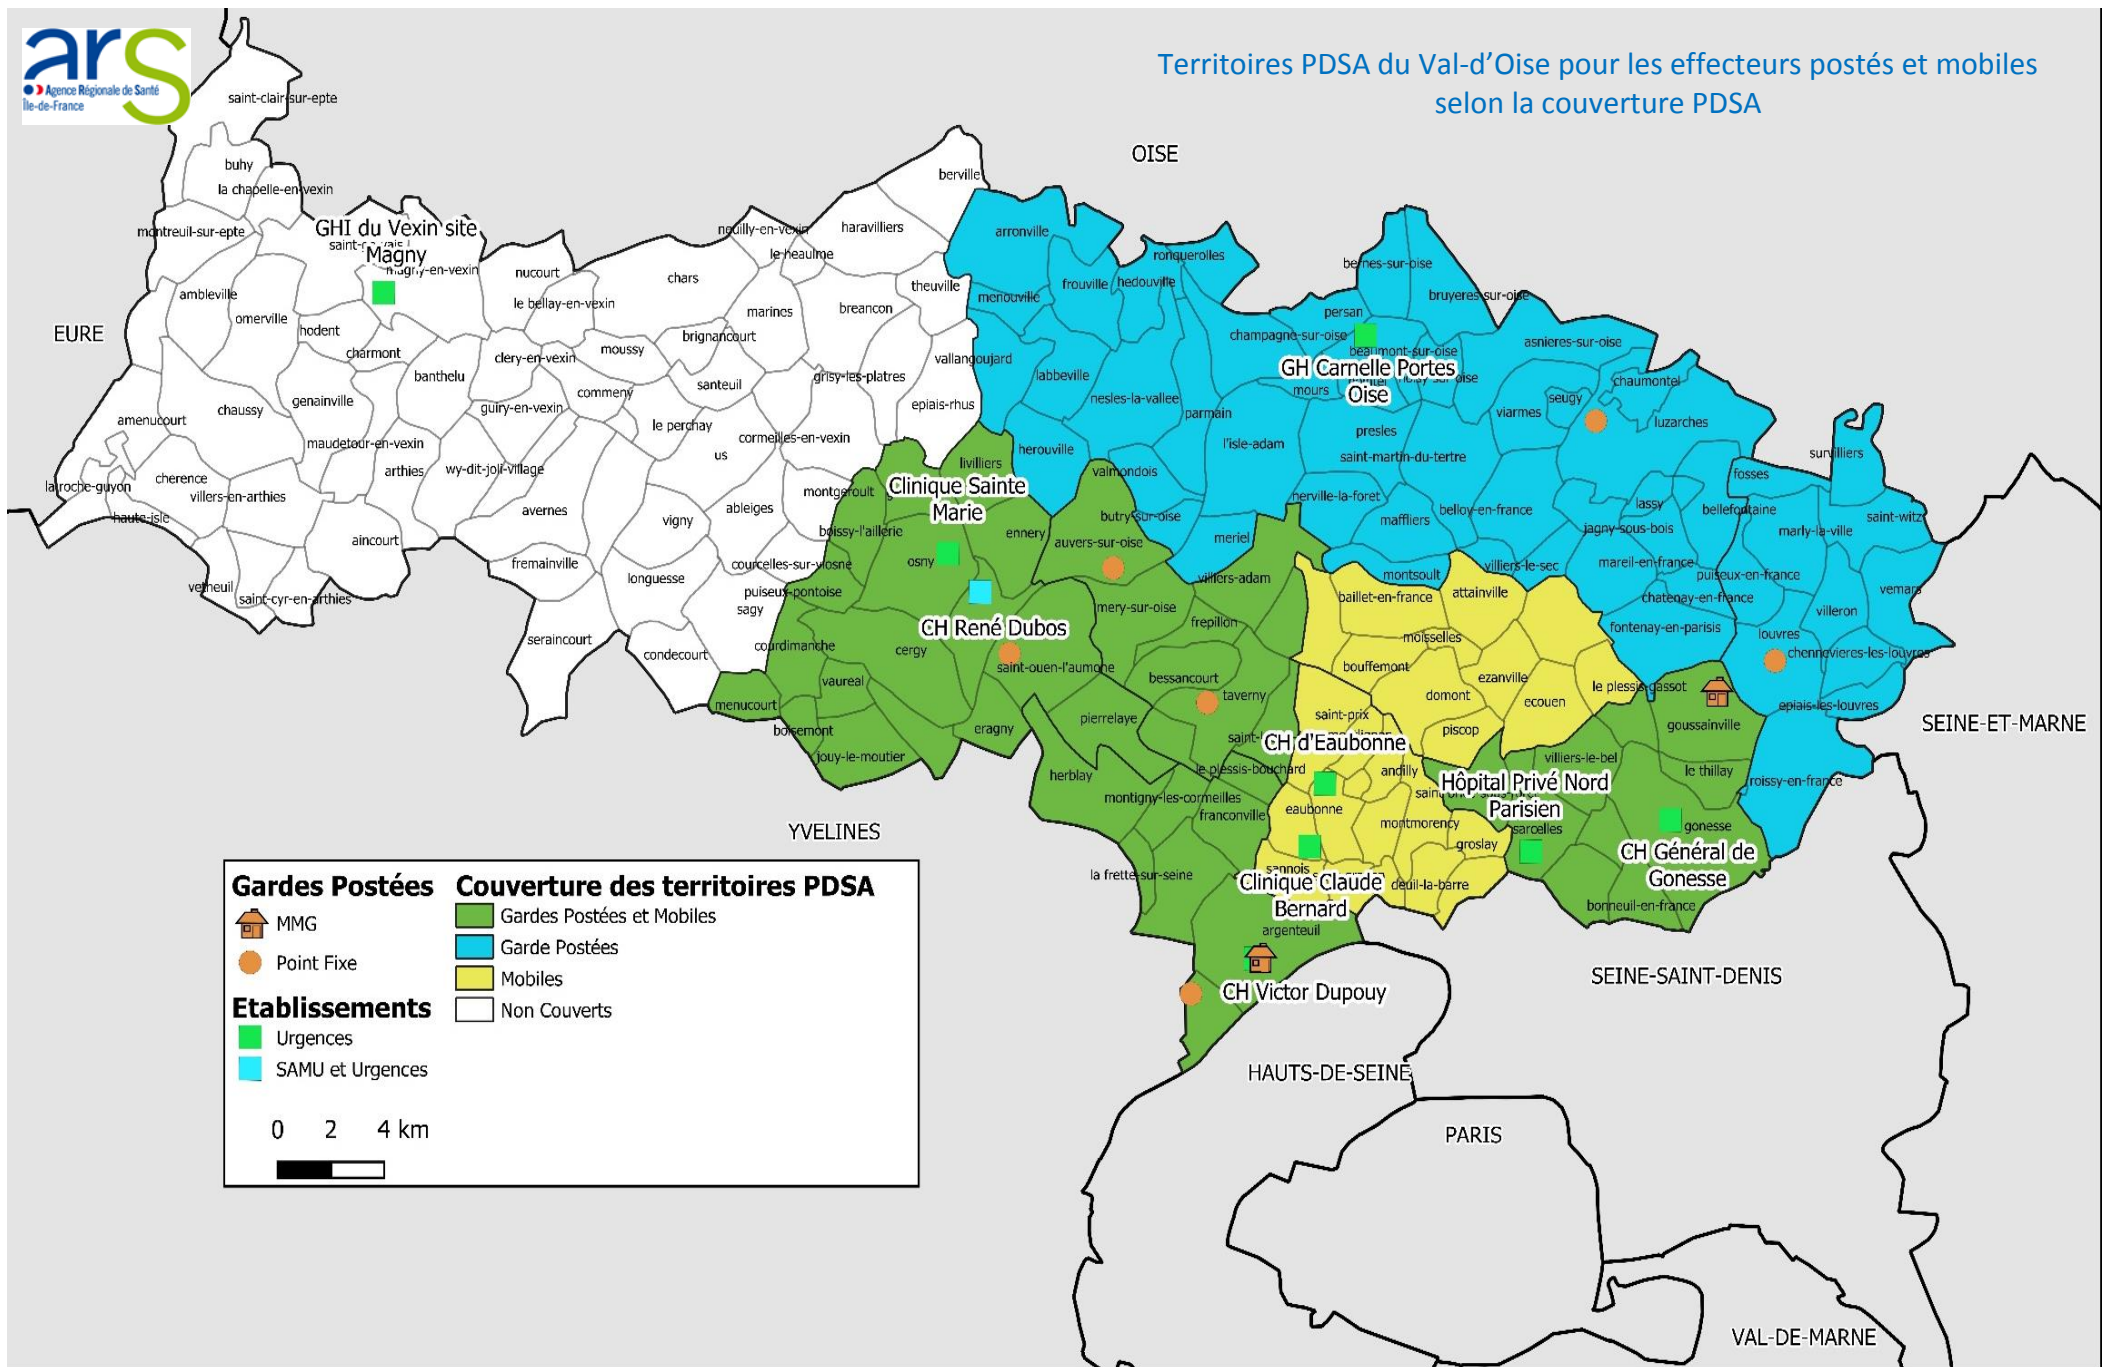 ars
Agence Régionale de Santé
Île-de-France
Territoires PDSA du Val-d'Oise pour les effecteurs postés et mobiles
selon la couverture PDSA
OISE
EURE
YVELINES
SEINE-ET-MARNE
SEINE-SAINT-DENIS
HAUTS-DE-SEINE
PARIS
VAL-DE-MARNE
saint-clair-sur-epte
buhy
la chapelle-en-vexin
montreuil-sur-epte
GHI du Vexin site
Magny
magny-en-vexin
ambleville
omerville
hodent
charmont
nucourt
le bellay-en-vexin
chars
neuilly-en-vexin
le heaulme
haravilliers
berville
theuville
marines
breancon
brignancourt
moussy
clery-en-vexin
banthelu
commeny
santeuil
grisy-les-platres
vallangoujard
epiais-rhus
genainville
chaussy
amenucourt
guiry-en-vexin
le perchay
cormeilles-en-vexin
us
maudetour-en-vexin
arthies
wy-dit-joli-village
cherence
villers-en-arthies
la roche-guyon
haute-isle
avernes
vigny
ableiges
montgeroult
aincourt
fremainville
longuesse
courcelles-sur-viosne
vetheuil
saint-cyr-en-arthies
seraincourt
condecourt
sagy
puiseux-pontoise
arronville
menouville
frouville
hedouville
ronquerolles
labbeville
nesles-la-vallee
parmain
herouville
valmondois
butry-sur-oise
l'isle-adam
meriel
champagne-sur-oise
persan
bernes-sur-oise
bruyeres-sur-oise
beaumont-sur-oise
GH Carnelle Portes
Oise
mours
presles
saint-martin-du-tertre
nerville-la-foret
maffliers
montsoult
asnieres-sur-oise
viarmes
seugy
chaumontel
luzarches
belloy-en-france
villiers-le-sec
lassy
jagny-sous-bois
bellefontaine
mareil-en-france
chatenay-en-france
puiseux-en-france
fontenay-en-parisis
fosses
survilliers
saint-witz
marly-la-ville
vemars
villeron
louvres
chennevieres-les-louvres
epiais-les-louvres
roissy-en-france
livilliers
Clinique Sainte
Marie
boissy-l'aillerie
osny
ennery
auvers-sur-oise
CH René Dubos
mery-sur-oise
villiers-adam
frepillon
courdimanche
cergy
saint-ouen-l'aumone
vaureal
menucourt
boisemont
jouy-le-moutier
eragny
pierrelaye
bessancourt
taverny
le plessis-bouchard
herblay
montigny-les-cormeilles
franconville
la frette-sur-seine
argenteuil
CH Victor Dupouy
baillet-en-france
attainville
moisselles
bouffemont
domont
ezanville
ecouen
piscop
saint-prix
CH d'Eaubonne
andilly
eaubonne
montmorency
groslay
sannois
deuil-la-barre
Clinique Claude
Bernard
le plessis-gassot
goussainville
villiers-le-bel
le thillay
Hôpital Privé Nord
Parisien
sarcelles
gonesse
CH Général de
Gonesse
bonneuil-en-france
Gardes Postées
MMG
Point Fixe
Etablissements
Urgences
SAMU et Urgences
Couverture des territoires PDSA
Gardes Postées et Mobiles
Garde Postées
Mobiles
Non Couverts
0 2 4 km